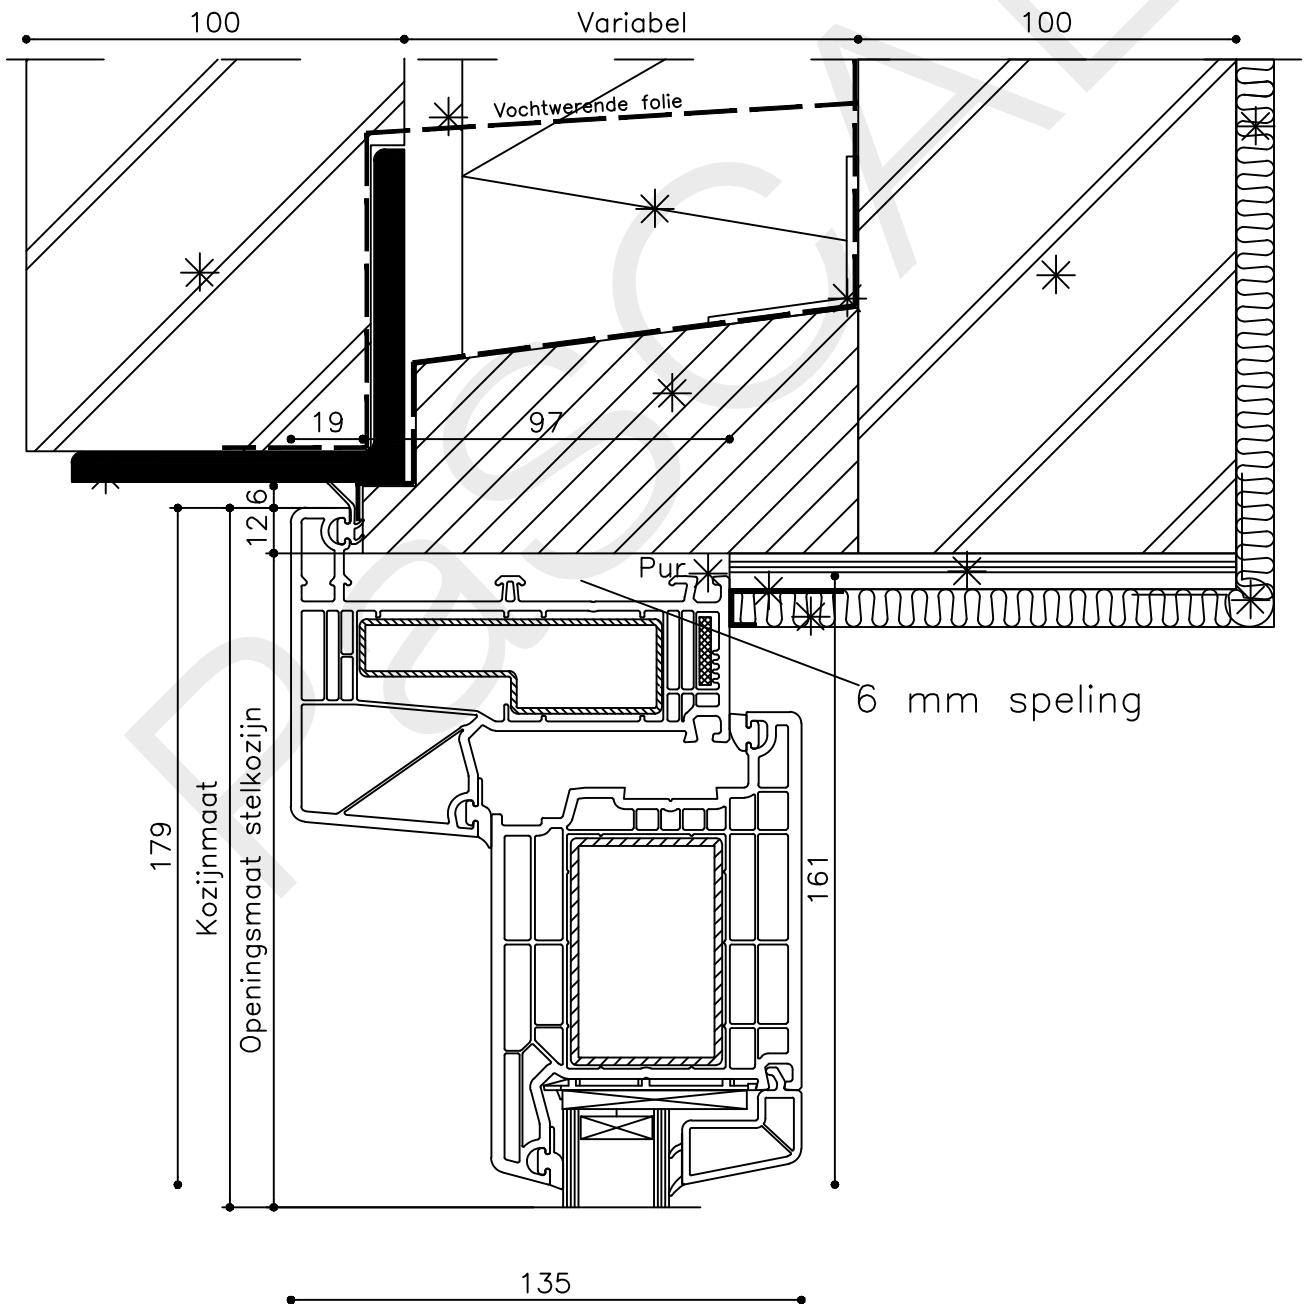 100 Variabel 100
Vochtwerende folie
19 97
6
12
Pur
6 mm speling
179
Kozijnmaat
Openingsmaat stelkozijn
161
135
PasCAL